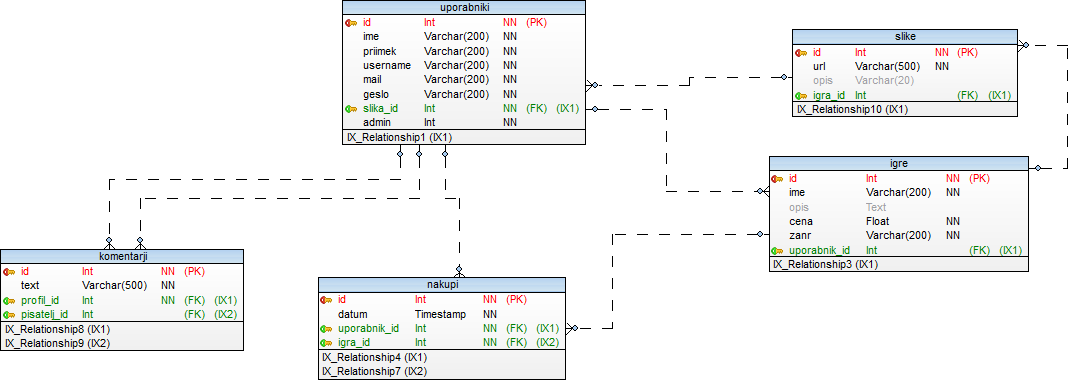 uporabniki
id Int NN (PK)
ime Varchar(200) NN
priimek Varchar(200) NN
username Varchar(200) NN
mail Varchar(200) NN
geslo Varchar(200) NN
slika_id Int NN (FK) (IX1)
admin Int NN
IX_Relationship1 (IX1)
slike
id Int NN (PK)
url Varchar(500) NN
opis Varchar(20)
igra_id Int (FK) (IX1)
IX_Relationship10 (IX1)
igre
id Int NN (PK)
ime Varchar(200) NN
opis Text
cena Float NN
zanr Varchar(200) NN
uporabnik_id Int (FK) (IX1)
IX_Relationship3 (IX1)
komentarji
id Int NN (PK)
text Varchar(500) NN
profil_id Int NN (FK) (IX1)
pisatelj_id Int NN (FK) (IX2)
IX_Relationship8 (IX1)
IX_Relationship9 (IX2)
nakupi
id Int NN (PK)
datum Timestamp NN
uporabnik_id Int NN (FK) (IX1)
igra_id Int NN (FK) (IX2)
IX_Relationship4 (IX1)
IX_Relationship7 (IX2)